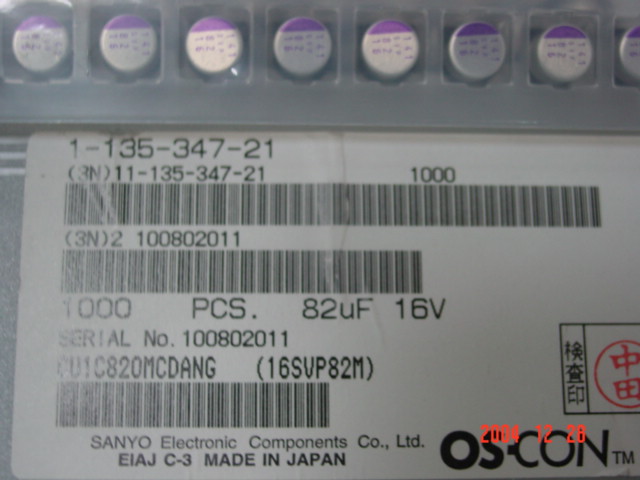 1-135-347-21
(3N)11-135-347-21 1000
(3N)2 100802011
1000 PCS. 82uF 16V
SERIAL No. 100802011
CU1C820MCDANG (16SVP82M)
検査印
中田
SANYO Electronic Components Co., Ltd.
EIAJ C-3 MADE IN JAPAN
OS-CON TM
2004 12 28